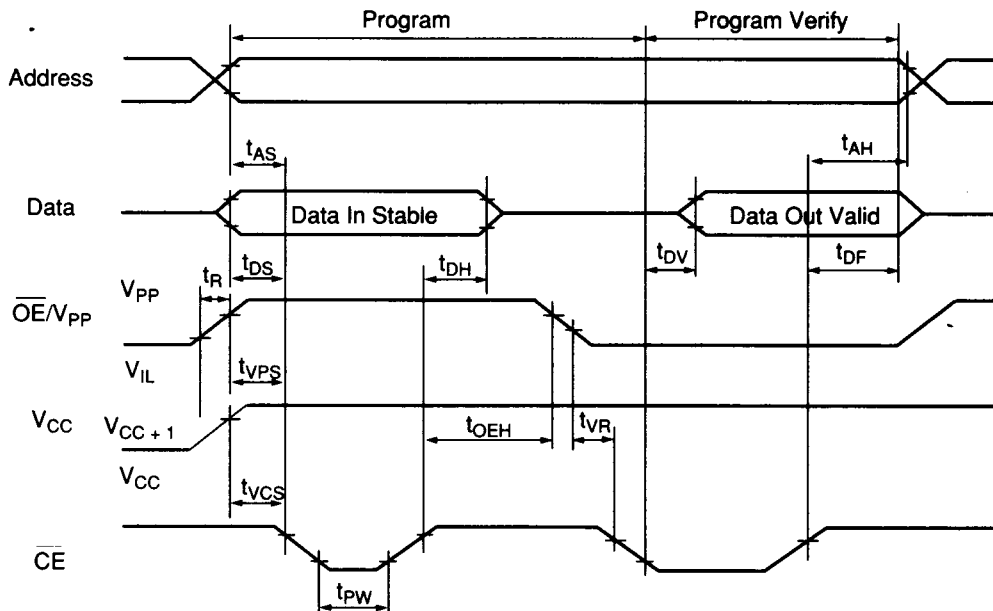 Program
Program Verify
Address
tAS
tAH
Data
Data In Stable
Data Out Valid
tR
tDS
tDH
tDV
tDF
VPP
OE/VPP
VIL
tVPS
VCC
VCC + 1
tOEH
tVR
VCC
tVCS
CE
tPW